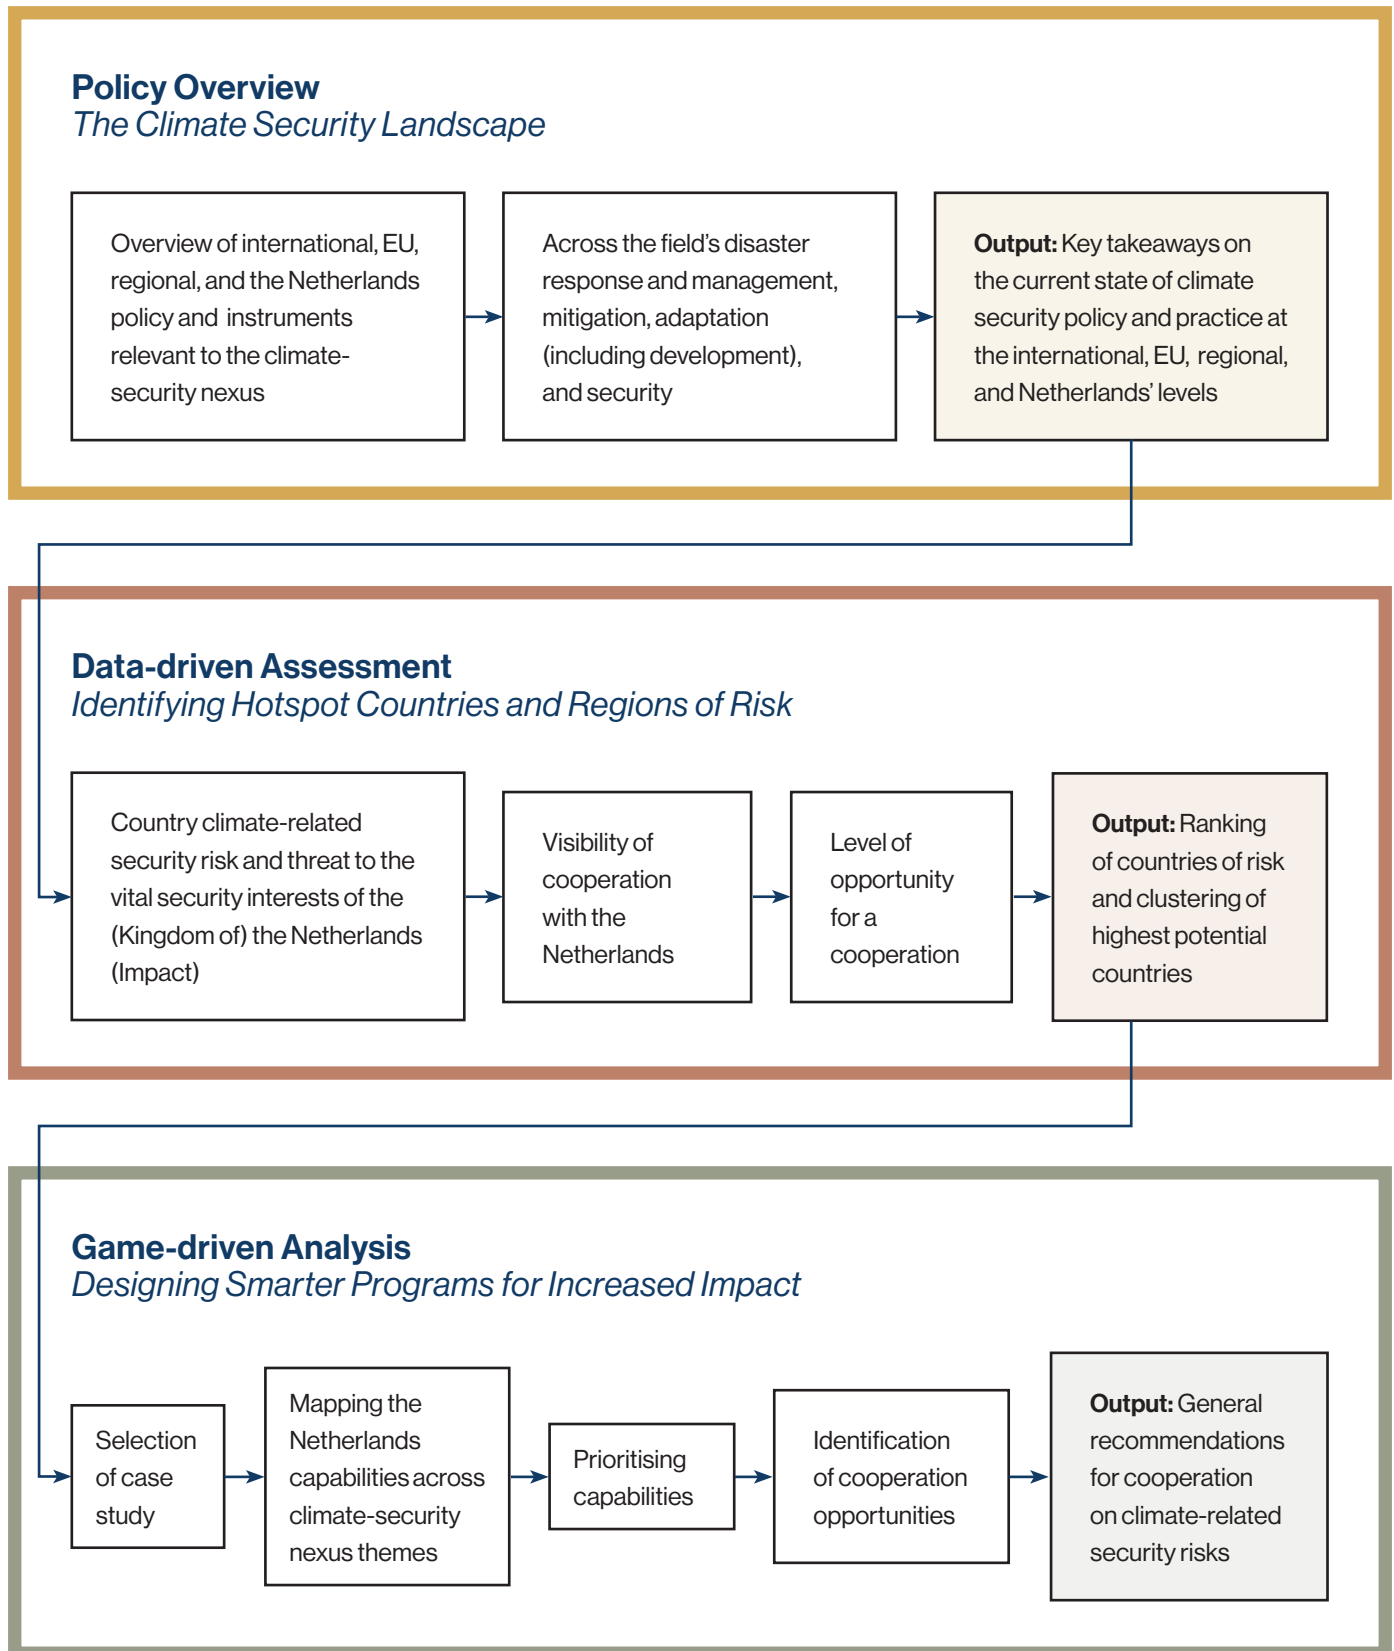 Policy Overview
The Climate Security Landscape
Overview of international, EU,
regional, and the Netherlands
policy and instruments
relevant to the climate-
security nexus
Across the field's disaster
response and management,
mitigation, adaptation
(including development),
and security
Output: Key takeaways on
the current state of climate
security policy and practice at
the international, EU, regional,
and Netherlands' levels
Data-driven Assessment
Identifying Hotspot Countries and Regions of Risk
Country climate-related
security risk and threat to the
vital security interests of the
(Kingdom of) the Netherlands
(Impact)
Visibility of
cooperation
with the
Netherlands
Level of
opportunity
for a
cooperation
Output: Ranking
of countries of risk
and clustering of
highest potential
countries
Game-driven Analysis
Designing Smarter Programs for Increased Impact
Selection
of case
study
Mapping the
Netherlands
capabilities across
climate-security
nexus themes
Prioritising
capabilities
Identification
of cooperation
opportunities
Output: General
recommendations
for cooperation
on climate-related
security risks